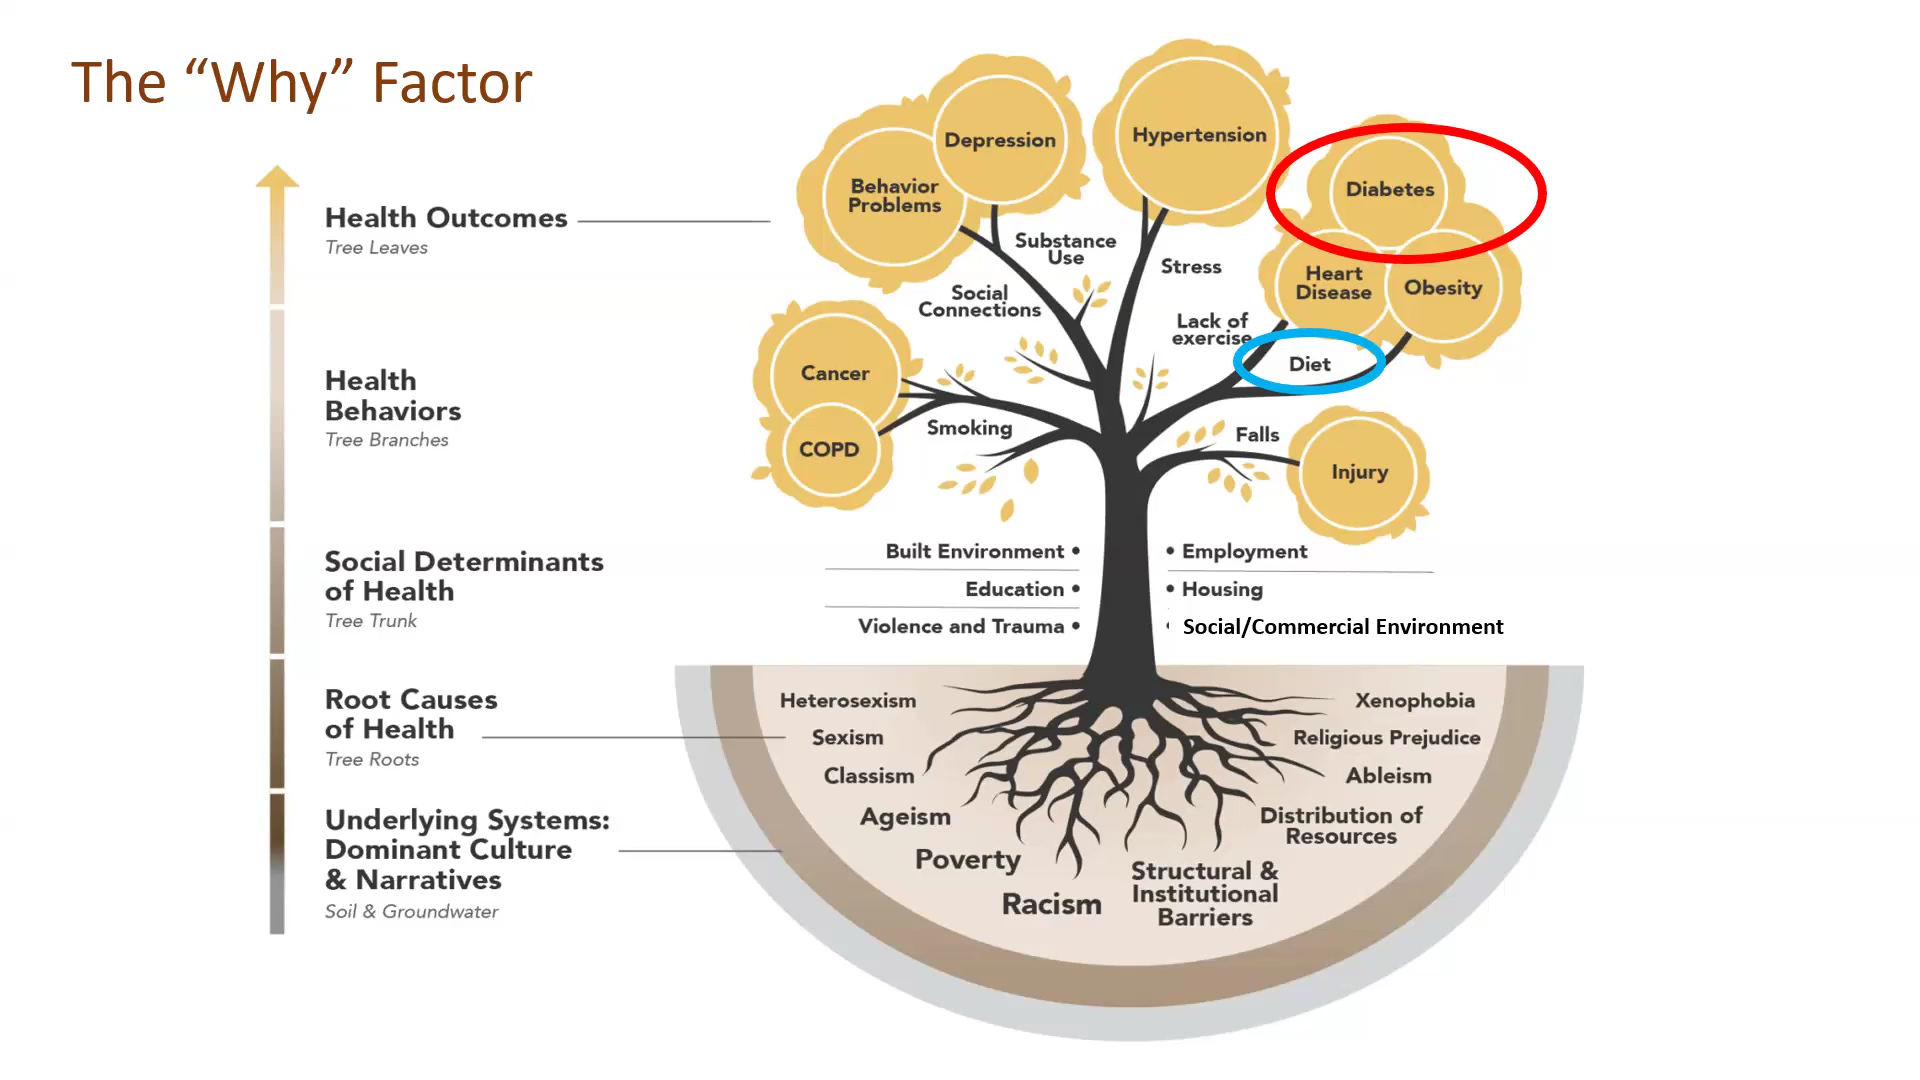 The “Why” Factor
Health Outcomes
Tree Leaves
Health
Behaviors
Tree Branches
Social Determinants
of Health
Tree Trunk
Root Causes
of Health
Tree Roots
Underlying Systems:
Dominant Culture
& Narratives
Soil & Groundwater
Depression
Behavior
Problems
Hypertension
Diabetes
Heart
Disease
Obesity
Substance
Use
Stress
Social
Connections
Lack of
exercise
Diet
Cancer
COPD
Smoking
Falls
Injury
Built Environment •
Education •
Violence and Trauma •
• Employment
• Housing
• Social/Commercial Environment
Heterosexism
Sexism
Classism
Ageism
Poverty
Racism
Xenophobia
Religious Prejudice
Ableism
Distribution of
Resources
Structural &
Institutional
Barriers